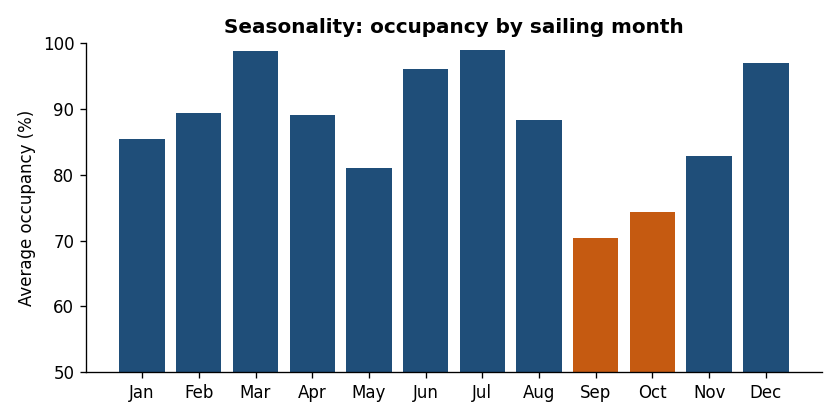 Seasonality: occupancy by sailing month
Average occupancy (%)
100
90
80
70
60
50
Jan Feb Mar Apr May Jun Jul Aug Sep Oct Nov Dec